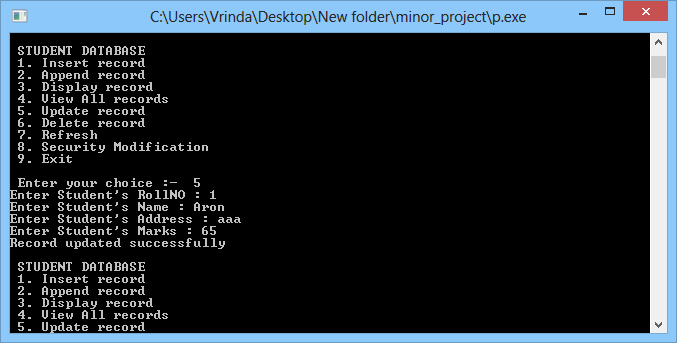 C:\Users\Vrinda\Desktop\New folder\minor_project\p.exe
STUDENT DATABASE
1. Insert record
2. Append record
3. Display record
4. View All records
5. Update record
6. Delete record
7. Refresh
8. Security Modification
9. Exit
Enter your choice :-  5
Enter Student's RollNO : 1
Enter Student's Name : Aron
Enter Student's Address : aaa
Enter Student's Marks : 65
Record updated successfully
STUDENT DATABASE
1. Insert record
2. Append record
3. Display record
4. View All records
5. Update record